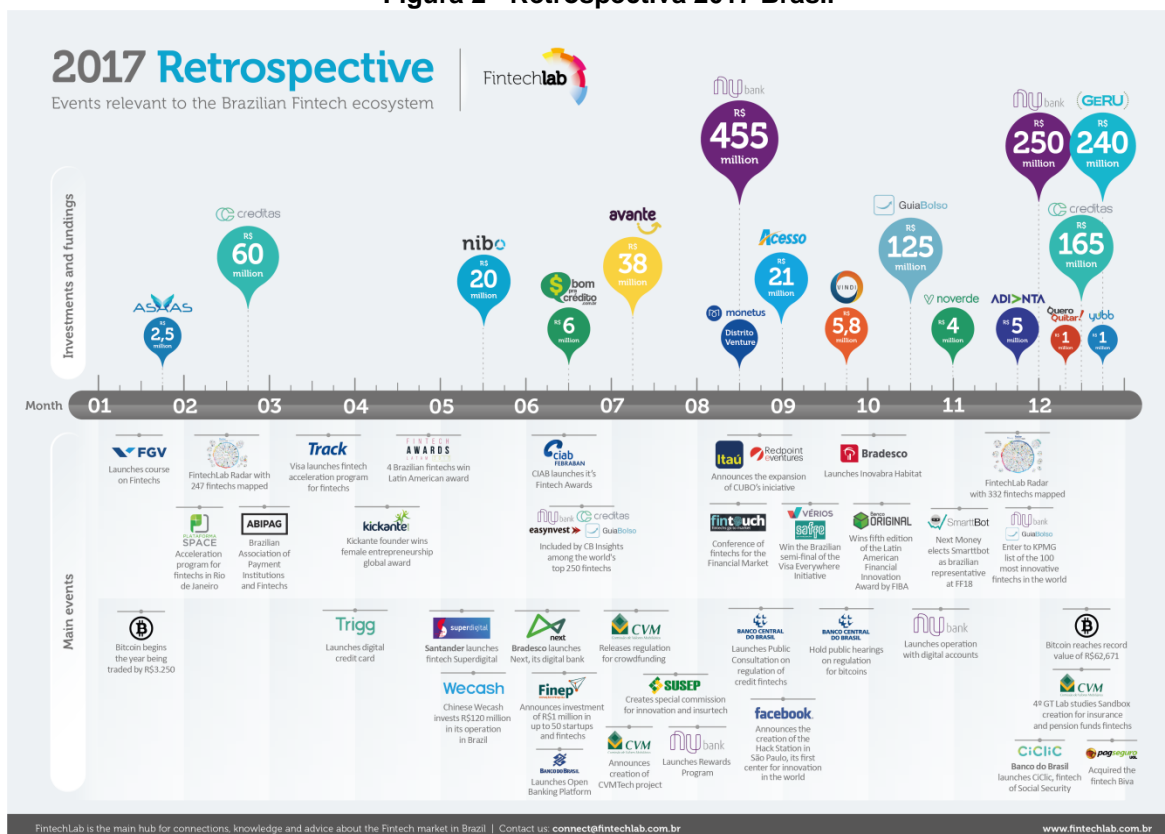 Figura 2 - Retrospectiva 2017 Brasil
2017 Retrospective
Events relevant to the Brazilian Fintech ecosystem
Fintechlab
Investments and fundings
ASAAS
R$
2,5
million
creditas
R$
60
million
nibo
R$
20
million
bom
pra
crédito
R$
6
million
avante
R$
38
million
nu bank
R$
455
million
monetus
Distrito
Venture
Acesso
R$
21
million
VINDI
R$
5,8
million
GuiaBolso
R$
125
million
noverde
R$
4
million
ADIANTA
R$
5
million
nu bank
R$
250
million
(GERU)
R$
240
million
creditas
R$
165
million
Quero
Quitar!
R$
1
million
yubb
R$
1
million
Month
01 02 03 04 05 06 07 08 09 10 11 12
Main events
FGV
Launches course
on Fintechs
FintechLab Radar with
247 fintechs mapped
Track
Visa launches fintech
acceleration program
for fintechs
FINTECH
AWARDS
4 Brazilian fintechs win
Latin American award
ciab
FEBRABAN
CIAB launches it's
Fintech Awards
Itaú
Redpoint
eventures
Announces the expansion
of CUBO's iniciative
Bradesco
Launches Inovabra Habitat
FintechLab Radar
with 332 fintechs mapped
PLATAFORMA
SPACE
Acceleration
program for
fintechs in Rio
de Janeiro
ABIPAG
Brazilian
Association of
Payment
Institutions
and Fintechs
kickante
Kickante founder wins
female entrepreneurship
global award
nu bank creditas
easynvest GuiaBolso
Included by CB Insights
among the world's
top 250 fintechs
fintouch
Conference of
fintechs for the
Financial Market
VÉRIOS
Win the Brazilian
semi-final of the
Visa Everywhere
Initiative
Banco
ORIGINAL
Wins fifth edition
of the Latin
American
Financial
Innovation
Award by FIBA
SmarttBot
Next Money
elects Smarttbot
as brazilian
representative
at FF18
nu bank
GuiaBolso
Enter to KPMG
list of the 100
most innovative
fintechs in the world
Bitcoin begins
the year being
traded by R$3.250
Trigg
Launches digital
credit card
superdigital
Santander launches
fintech Superdigital
next
Bradesco launches
Next, its digital bank
CVM
Releases regulation
for crowdfunding
BANCO CENTRAL
DO BRASIL
Launches Public
Consultation on
regulation of
credit fintechs
BANCO CENTRAL
DO BRASIL
Hold public hearings
on regulation
for bitcoins
nu bank
Launches operation
with digital accounts
Bitcoin reaches record
value of R$62,671
Wecash
Chinese Wecash
invests R$120 million
in its operation
in Brazil
Finep
Announces investment
of R$1 million in
up to 50 startups
and fintechs
SUSEP
Creates special commission
for innovation and insurtech
facebook
Announces the
creation of the
Hack Station in
São Paulo, its first
center for innovation
in the world
CVM
4º GT Lab studies Sandbox
creation for insurance
and pension funds fintechs
BANCO DO BRASIL
Launches Open
Banking Platform
CVM
Announces
creation of
CVMTech project
nu bank
Launches Rewards
Program
CiCLiC
Banco do Brasil
launches CiClic, fintech
of Social Security
pagseguro
UOL
Acquired the
fintech Biva
FintechLab is the main hub for connections, knowledge and advice about the Fintech market in Brazil | Contact us: connect@fintechlab.com.br
www.fintechlab.com.br